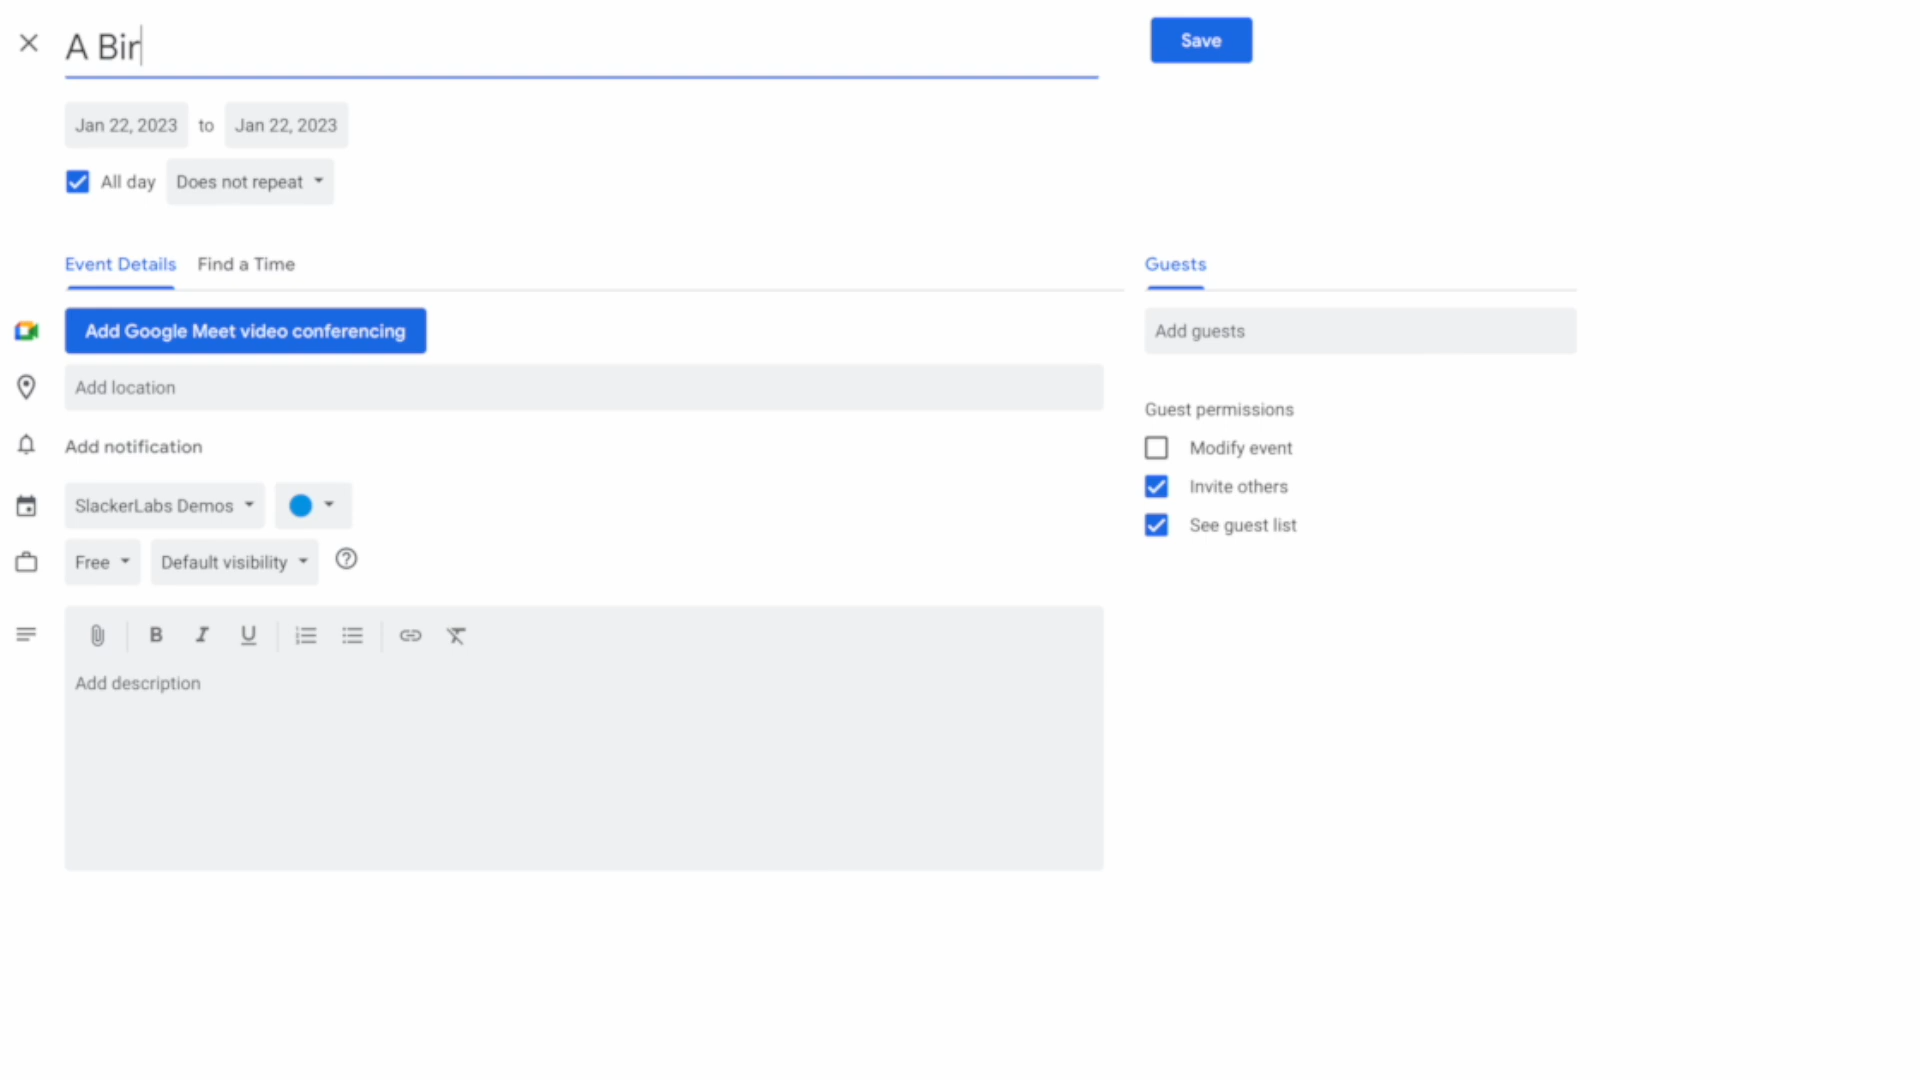 A Bir
Save
Jan 22, 2023 to Jan 22, 2023
All day Does not repeat
Event Details Find a Time
Guests
Add Google Meet video conferencing
Add guests
Add location
Guest permissions
Add notification
Modify event
Invite others
SlackerLabs Demos
See guest list
Free Default visibility
B I U
Add description